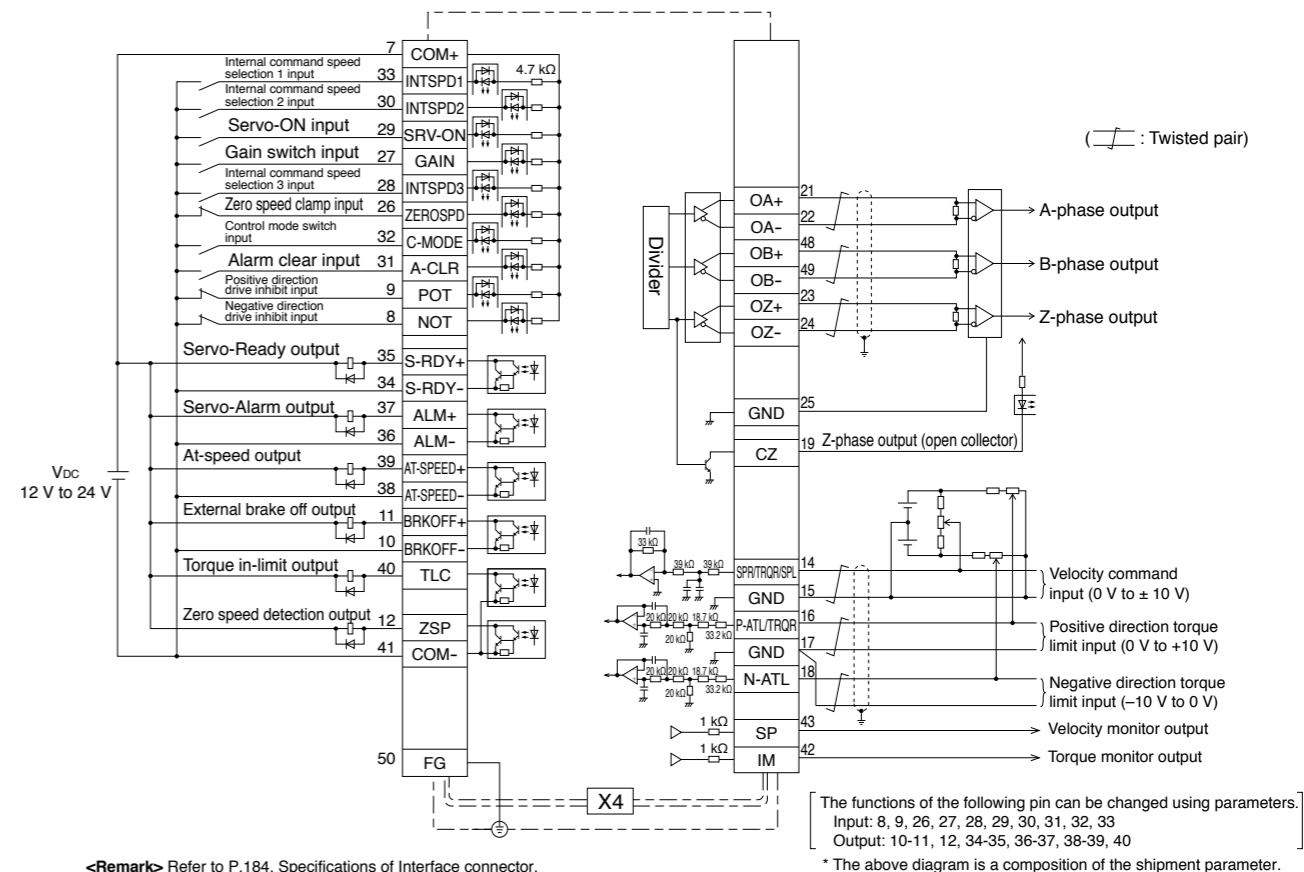 7 COM+
Internal command speed
selection 1 input 33 INTSPD1 4.7 kΩ
Internal command speed
selection 2 input 30 INTSPD2
Servo-ON input 29 SRV-ON
Gain switch input 27 GAIN
Internal command speed
selection 3 input 28 INTSPD3
Zero speed clamp input 26 ZEROSPD
Control mode switch
input 32 C-MODE
Alarm clear input 31 A-CLR
Positive direction
drive inhibit input 9 POT
Negative direction
drive inhibit input 8 NOT
Servo-Ready output 35 S-RDY+
34 S-RDY–
Servo-Alarm output 37 ALM+
36 ALM–
At-speed output 39 AT-SPEED+
38 AT-SPEED–
VDC
12 V to 24 V
External brake off output 11 BRKOFF+
10 BRKOFF–
Torque in-limit output 40 TLC
Zero speed detection output 12 ZSP
41 COM–
50 FG
X4
( : Twisted pair)
Divider
OA+ 21
OA– 22
A-phase output
OB+ 48
OB– 49
B-phase output
OZ+ 23
OZ– 24
Z-phase output
GND 25
CZ 19 Z-phase output (open collector)
33 kΩ
39 kΩ 39 kΩ
SPR/TRQR/SPL 14
GND 15
Velocity command
input (0 V to ± 10 V)
20 kΩ 20 kΩ 18.7 kΩ
20 kΩ 33.2 kΩ
P-ATL/TRQR 16
GND 17
Positive direction torque
limit input (0 V to +10 V)
20 kΩ 20 kΩ 18.7 kΩ
20 kΩ 33.2 kΩ
N-ATL 18
Negative direction torque
limit input (–10 V to 0 V)
1 kΩ SP 43 Velocity monitor output
1 kΩ IM 42 Torque monitor output
The functions of the following pin can be changed using parameters.
Input: 8, 9, 26, 27, 28, 29, 30, 31, 32, 33
Output: 10-11, 12, 34-35, 36-37, 38-39, 40
* The above diagram is a composition of the shipment parameter.
<Remark> Refer to P.184, Specifications of Interface connector.